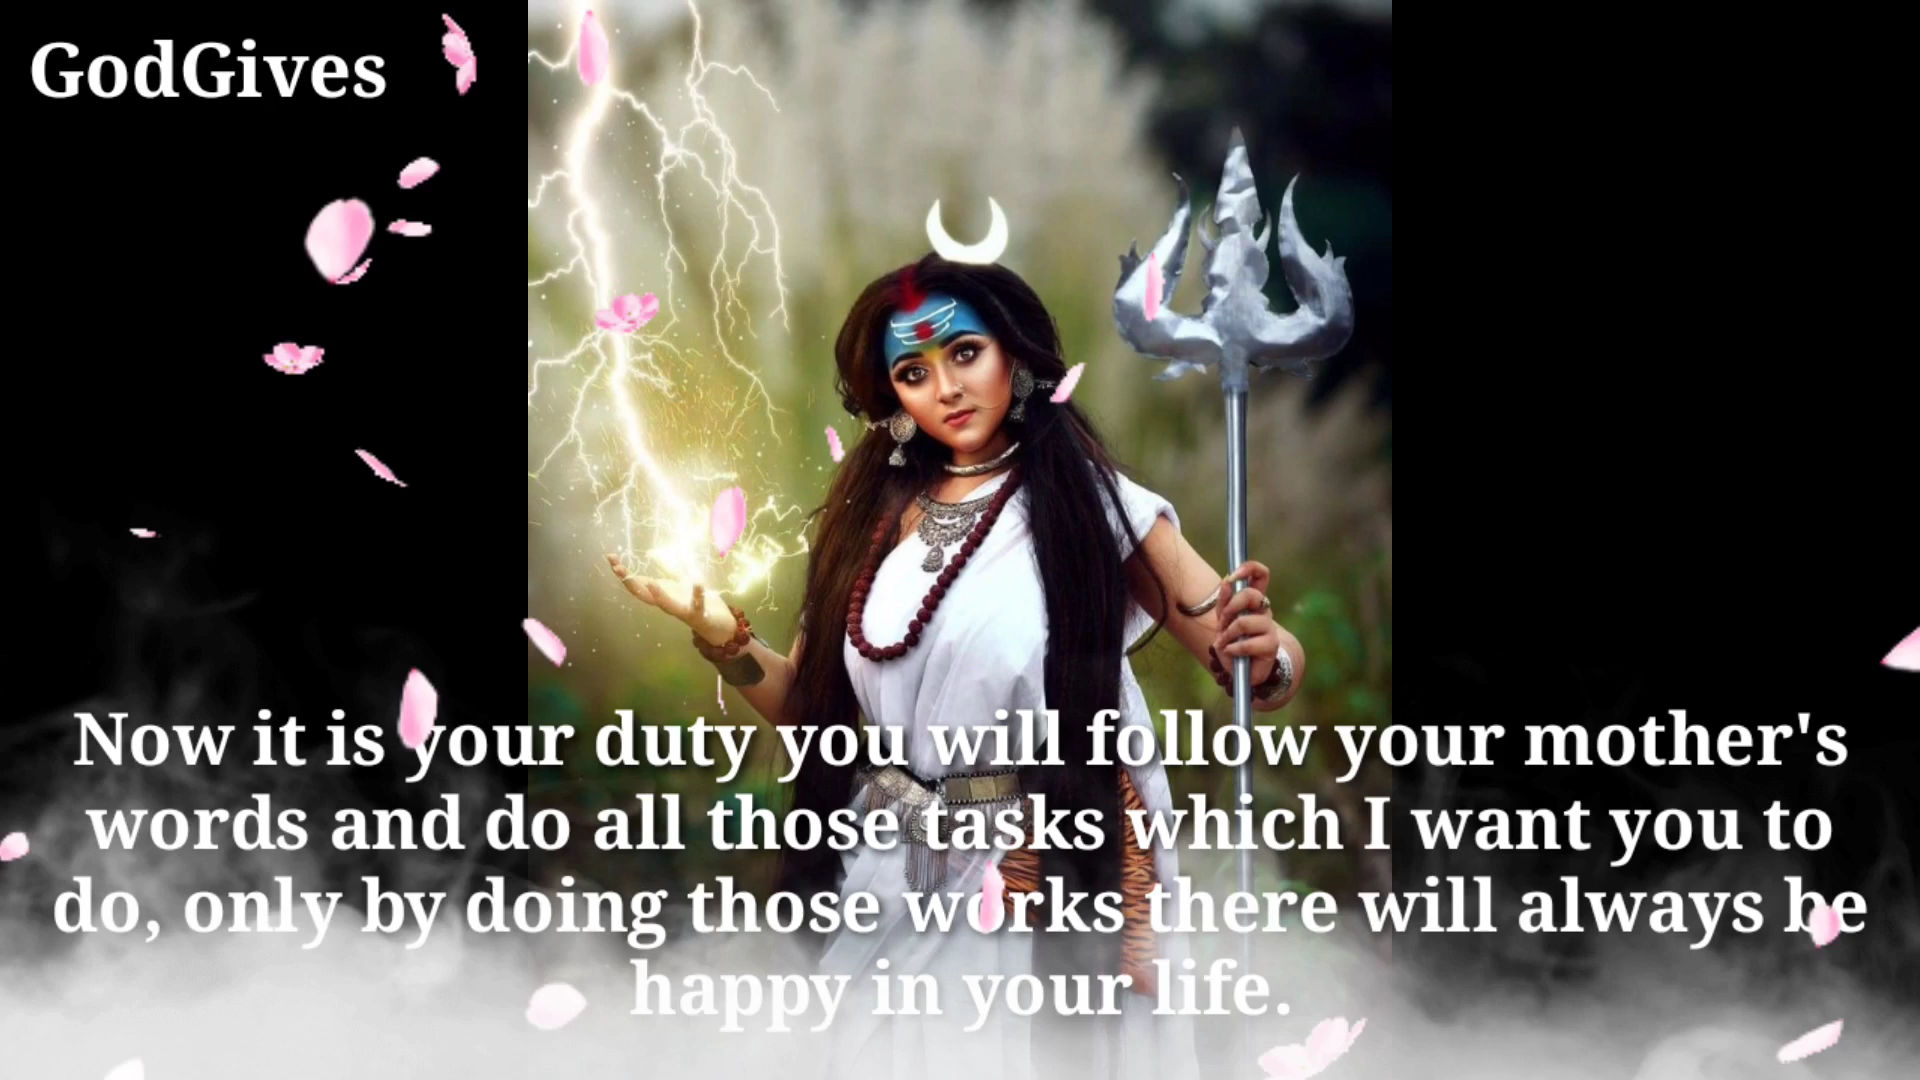 GodGives
Now it is your duty you will follow your mother's
words and do all those tasks which I want you to
do, only by doing those works there will always be
happy in your life.